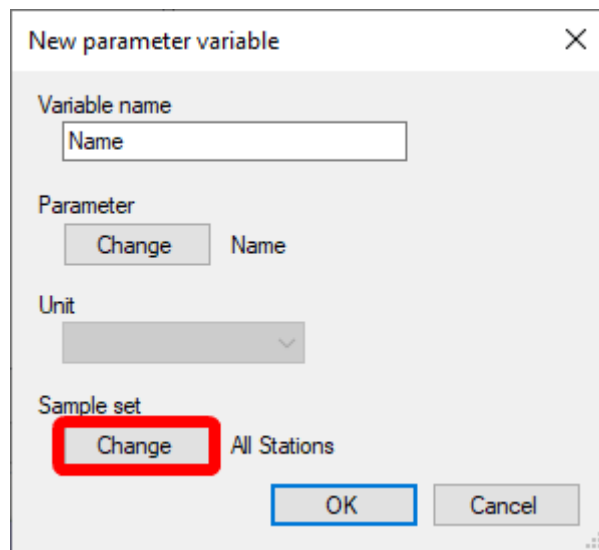 New parameter variable
Variable name
Name
Parameter
Change Name
Unit
Sample set
Change All Stations
OK Cancel